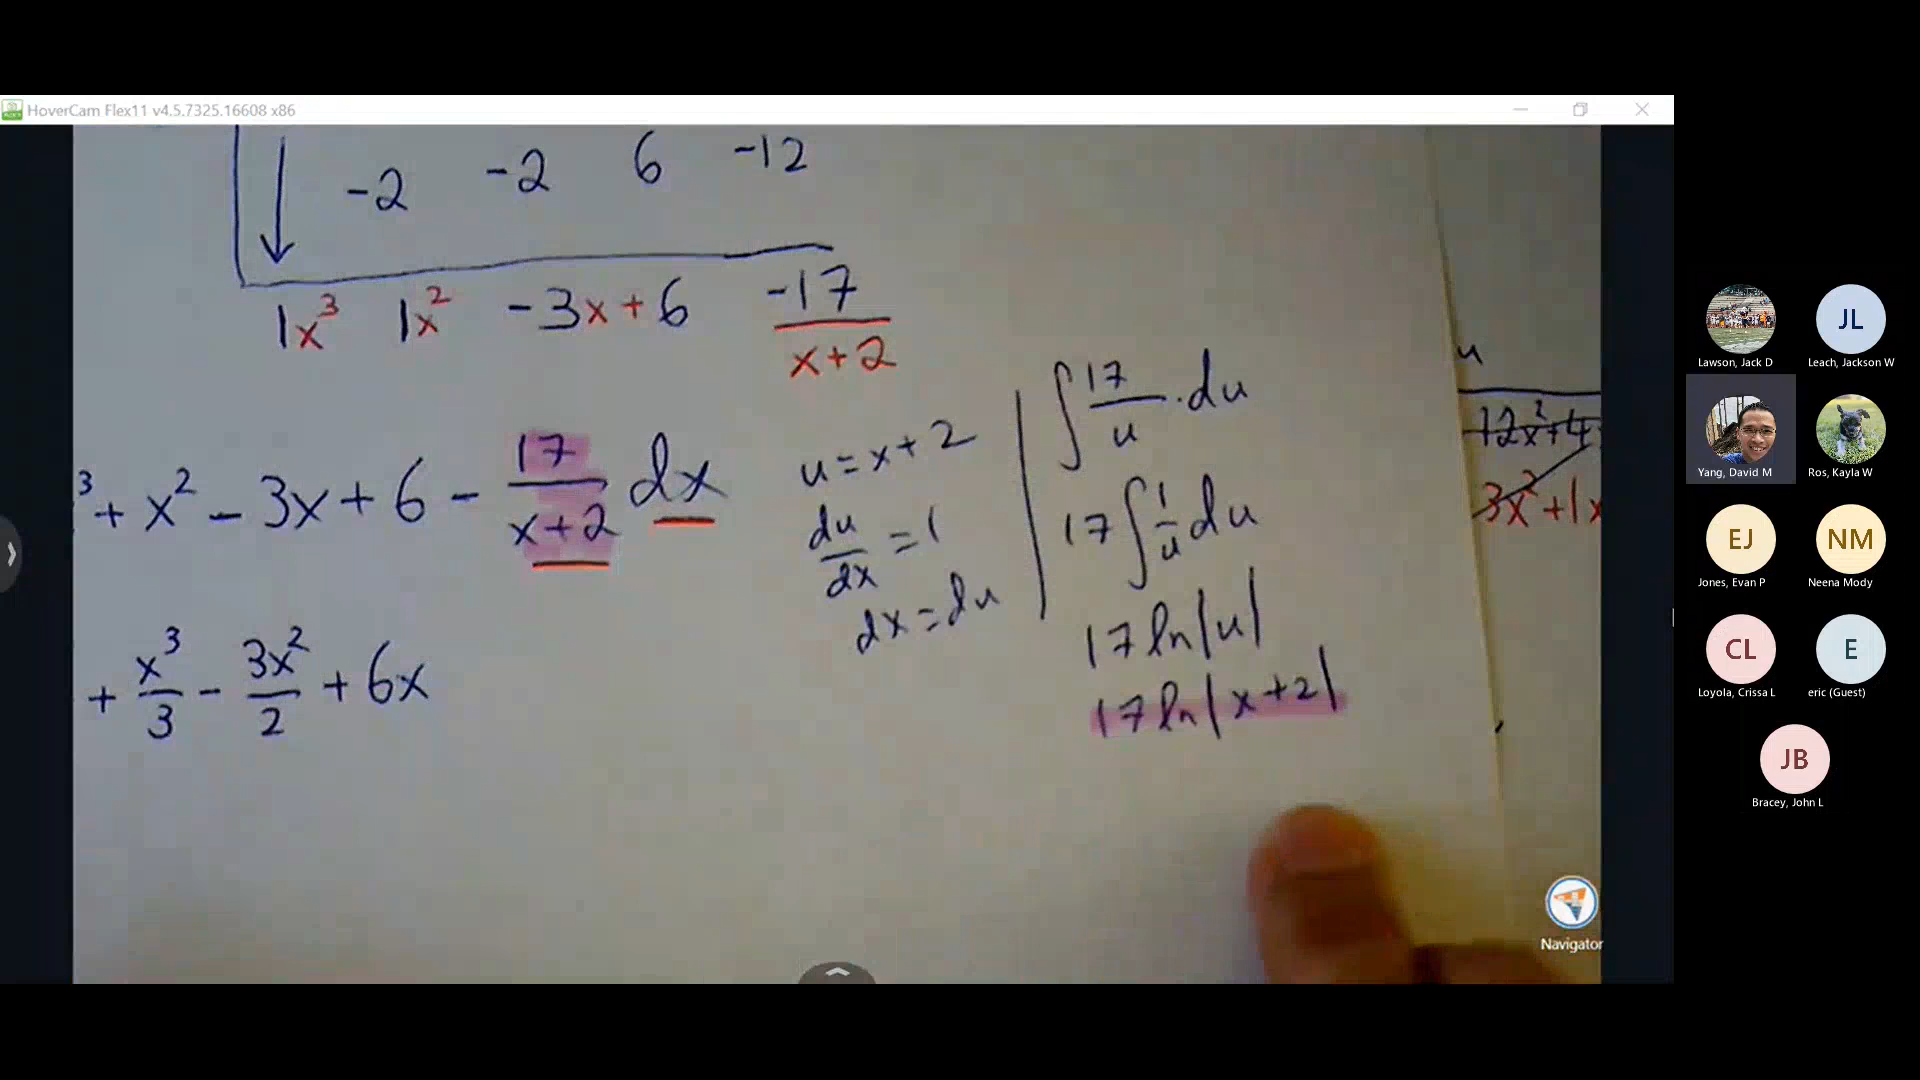 HoverCam Flex11 v4.5.7325.16608 x86
-2 -2 6 -12
1x³ 1x² -3x+6 -17/(x+2)
³ + x² - 3x + 6 - 17/(x+2) dx
+ x³/3 - 3x²/2 + 6x
u = x+2
du/dx = 1
dx = du
∫ 17/u · du
17 ∫ 1/u du
17 ln|u|
17 ln|x+2|
u
12x²+4
3x²+1x
Navigator
Lawson, Jack D
JL
Leach, Jackson W
Yang, David M
Ros, Kayla W
EJ
Jones, Evan P
NM
Neena Mody
CL
Loyola, Crissa L
E
eric (Guest)
JB
Bracey, John L